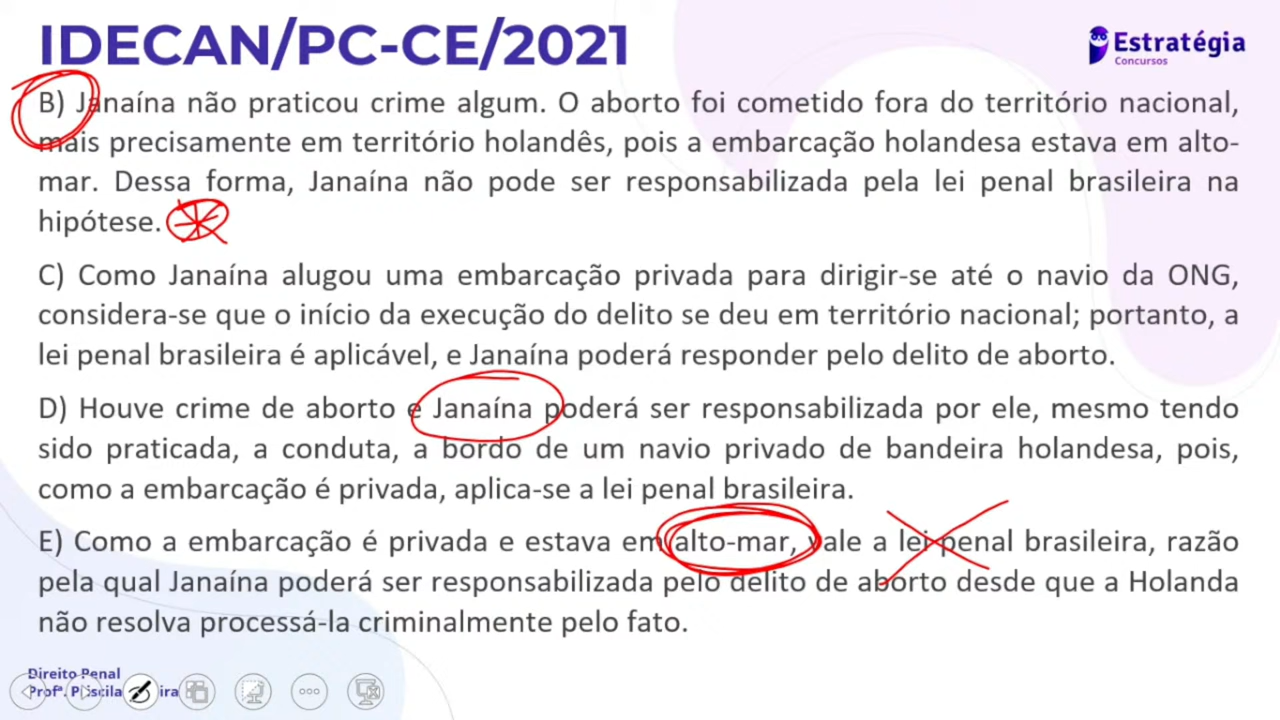 IDECAN/PC-CE/2021
Estratégia
Concursos
B) Janaína não praticou crime algum. O aborto foi cometido fora do território nacional,
mais precisamente em território holandês, pois a embarcação holandesa estava em alto-
mar. Dessa forma, Janaína não pode ser responsabilizada pela lei penal brasileira na
hipótese.
C) Como Janaína alugou uma embarcação privada para dirigir-se até o navio da ONG,
considera-se que o início da execução do delito se deu em território nacional; portanto, a
lei penal brasileira é aplicável, e Janaína poderá responder pelo delito de aborto.
D) Houve crime de aborto e Janaína poderá ser responsabilizada por ele, mesmo tendo
sido praticada, a conduta, a bordo de um navio privado de bandeira holandesa, pois,
como a embarcação é privada, aplica-se a lei penal brasileira.
E) Como a embarcação é privada e estava em alto-mar, vale a lei penal brasileira, razão
pela qual Janaína poderá ser responsabilizada pelo delito de aborto desde que a Holanda
não resolva processá-la criminalmente pelo fato.
Direito Penal
Profª.